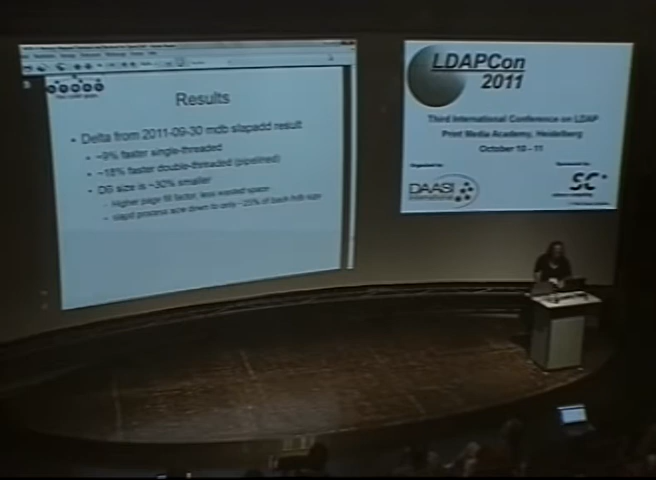 Results
• Delta from 2011-09-30 mdb slapadd result
• ~9% faster single-threaded
• ~18% faster double-threaded (pipelined)
• DB size is ~30% smaller
– Higher page fill factor, less wasted space
– slapd process size down to only ~25% of back-hdb size
LDAPCon
2011
Third International Conference on LDAP
Print Media Academy, Heidelberg
October 10 - 11
DAASI
International